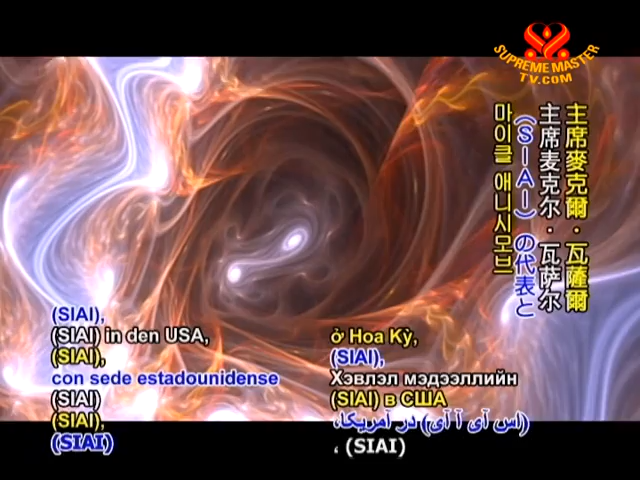 SUPREME MASTER
TV.COM
主席麥克爾．瓦薩爾
主席麦克尔．瓦萨尔
(SIAI) の代表と
마이클 애니시모브
(SIAI),
(SIAI) in den USA,
(SIAI),
con sede estadounidense
(SIAI)
(SIAI),
(SIAI)
ở Hoa Kỳ,
(SIAI),
Хэвлэл мэдээллийн
(SIAI) в США
(اس آی آ آی) در آمریکا،
، (SIAI)